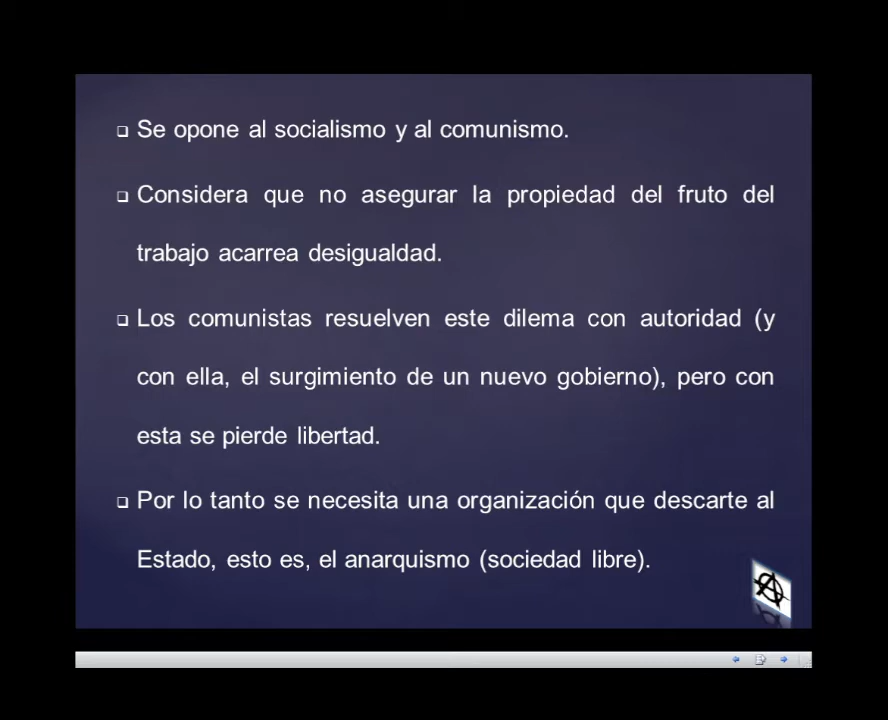 Se opone al socialismo y al comunismo.
Considera que no asegurar la propiedad del fruto del
trabajo acarrea desigualdad.
Los comunistas resuelven este dilema con autoridad (y
con ella, el surgimiento de un nuevo gobierno), pero con
esta se pierde libertad.
Por lo tanto se necesita una organización que descarte al
Estado, esto es, el anarquismo (sociedad libre).